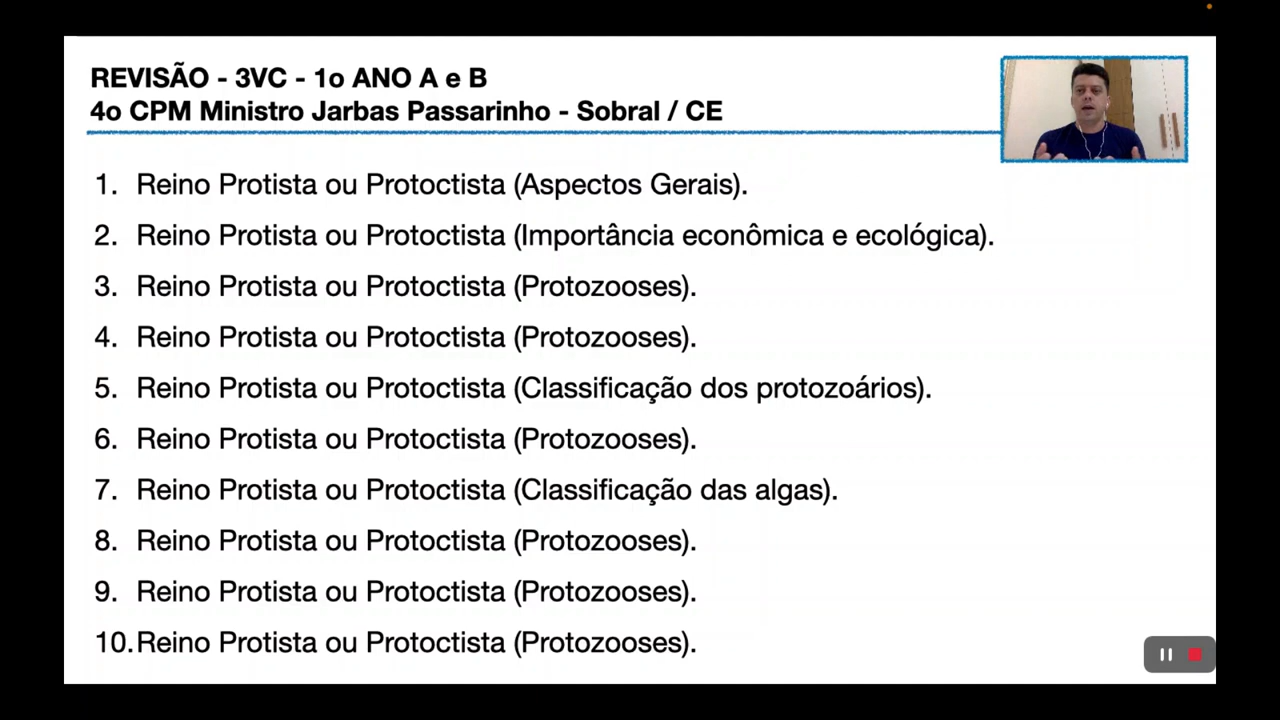 REVISÃO - 3VC - 1o ANO A e B
4o CPM Ministro Jarbas Passarinho - Sobral / CE
1. Reino Protista ou Protoctista (Aspectos Gerais).
2. Reino Protista ou Protoctista (Importância econômica e ecológica).
3. Reino Protista ou Protoctista (Protozooses).
4. Reino Protista ou Protoctista (Protozooses).
5. Reino Protista ou Protoctista (Classificação dos protozoários).
6. Reino Protista ou Protoctista (Protozooses).
7. Reino Protista ou Protoctista (Classificação das algas).
8. Reino Protista ou Protoctista (Protozooses).
9. Reino Protista ou Protoctista (Protozooses).
10. Reino Protista ou Protoctista (Protozooses).